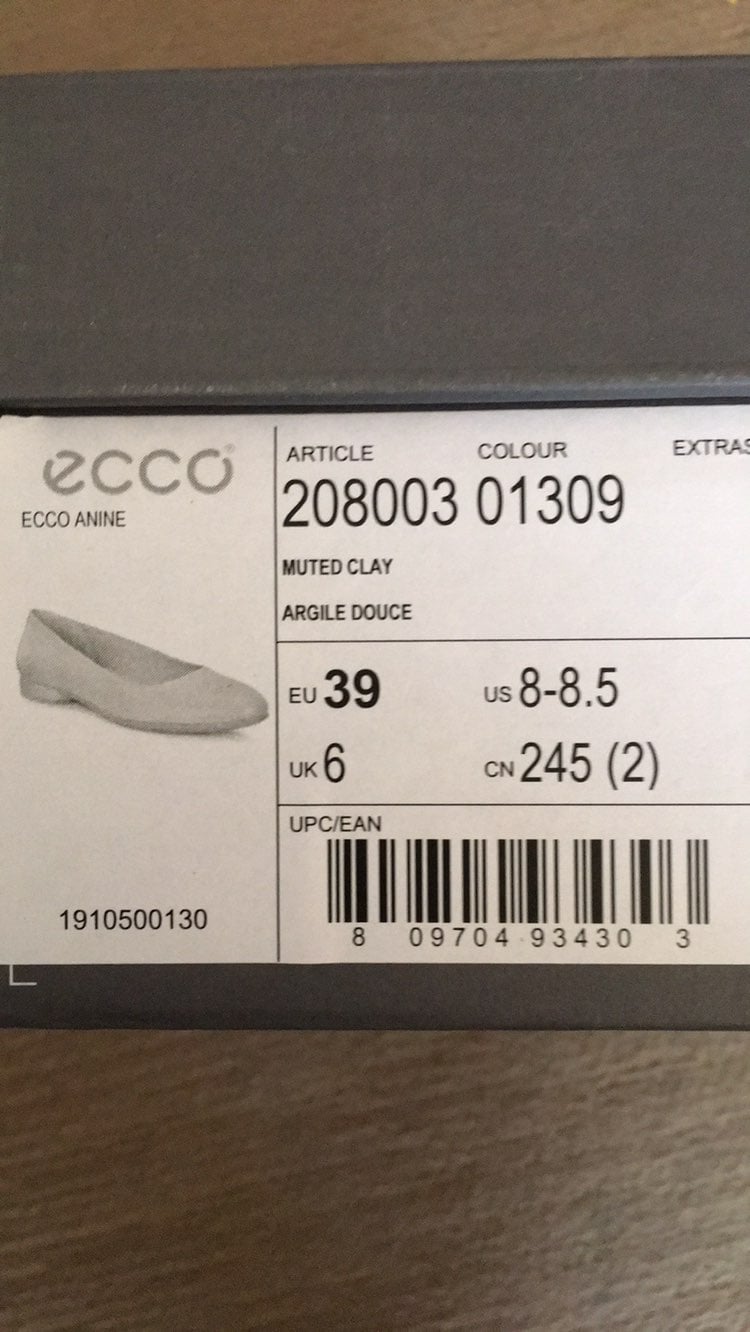 ecco®
ECCO ANINE
1910500130
ARTICLE COLOUR EXTRAS
208003 01309
MUTED CLAY
ARGILE DOUCE
EU 39 US 8-8.5
UK 6 CN 245 (2)
UPC/EAN
8 09704 93430 3